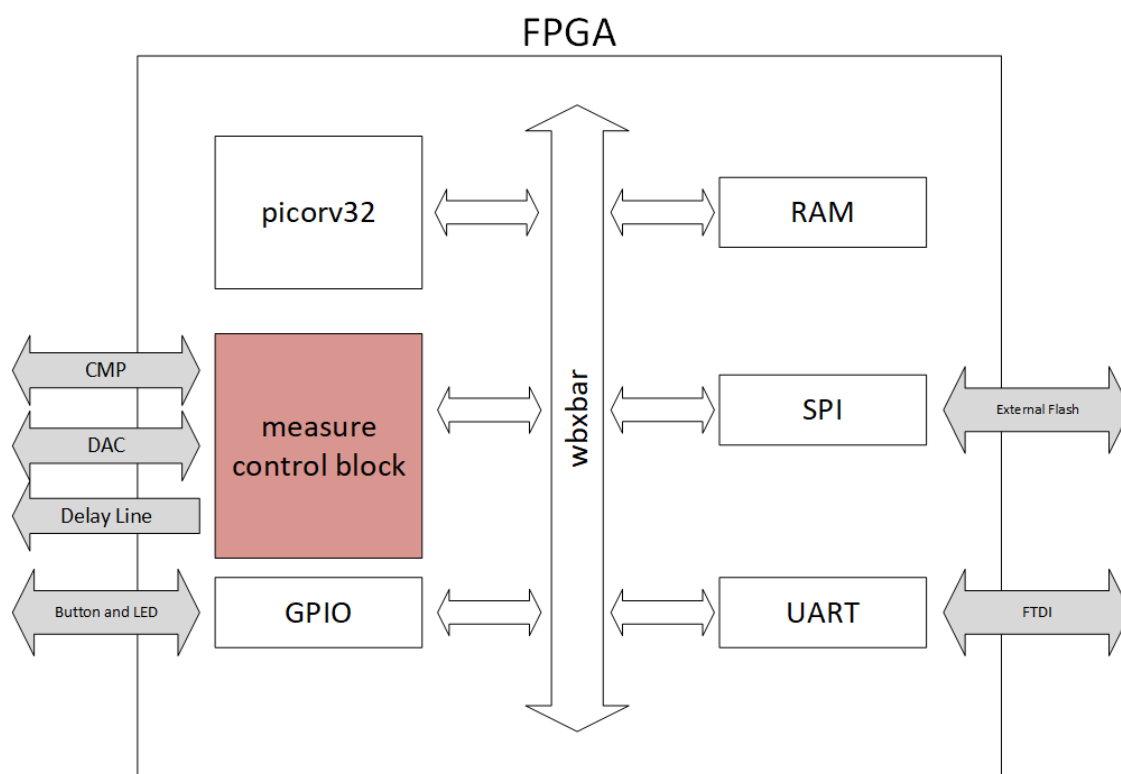 FPGA
picorv32
RAM
CMP
DAC
Delay Line
measure
control block
wbxbar
SPI
External Flash
Button and LED
GPIO
UART
FTDI